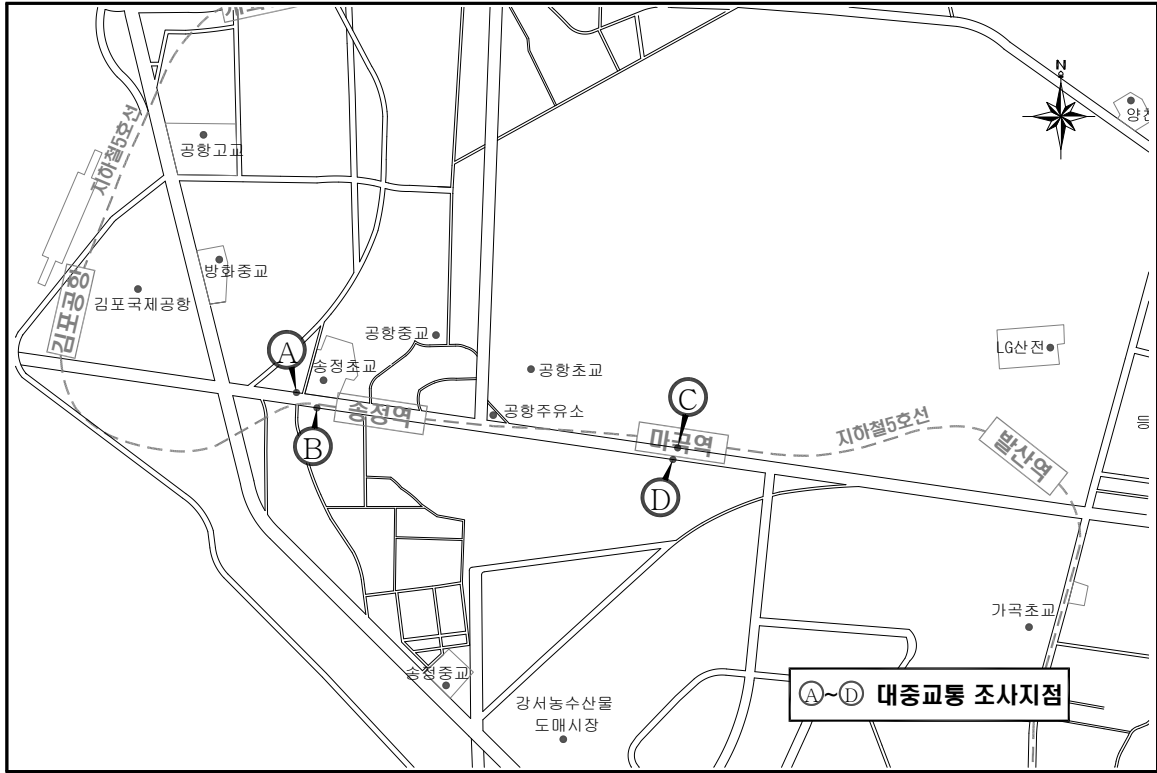 N
양천
지하철5호선
공항고교
방화중교
김포공항
김포국제공항
A
공항중교
송정초교
공항초교
LG산전
C
송정역
공항주유소
마곡역
지하철5호선
발산역
B
D
가곡초교
송정중교
강서농수산물
도매시장
Ⓐ~Ⓓ 대중교통 조사지점